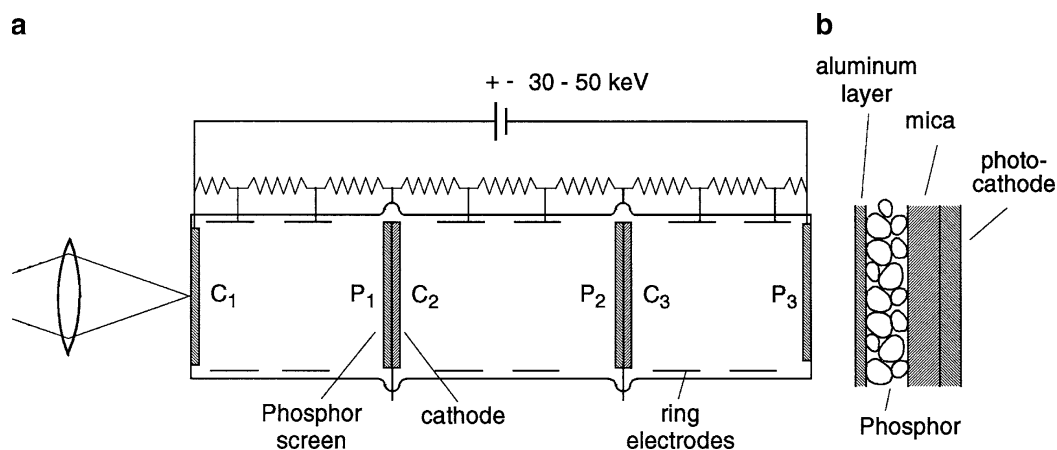 a
+ - 30 - 50 keV
C1
P1
C2
P2
C3
P3
Phosphor
screen
cathode
ring
electrodes
b
aluminum
layer
mica
photo-
cathode
Phosphor